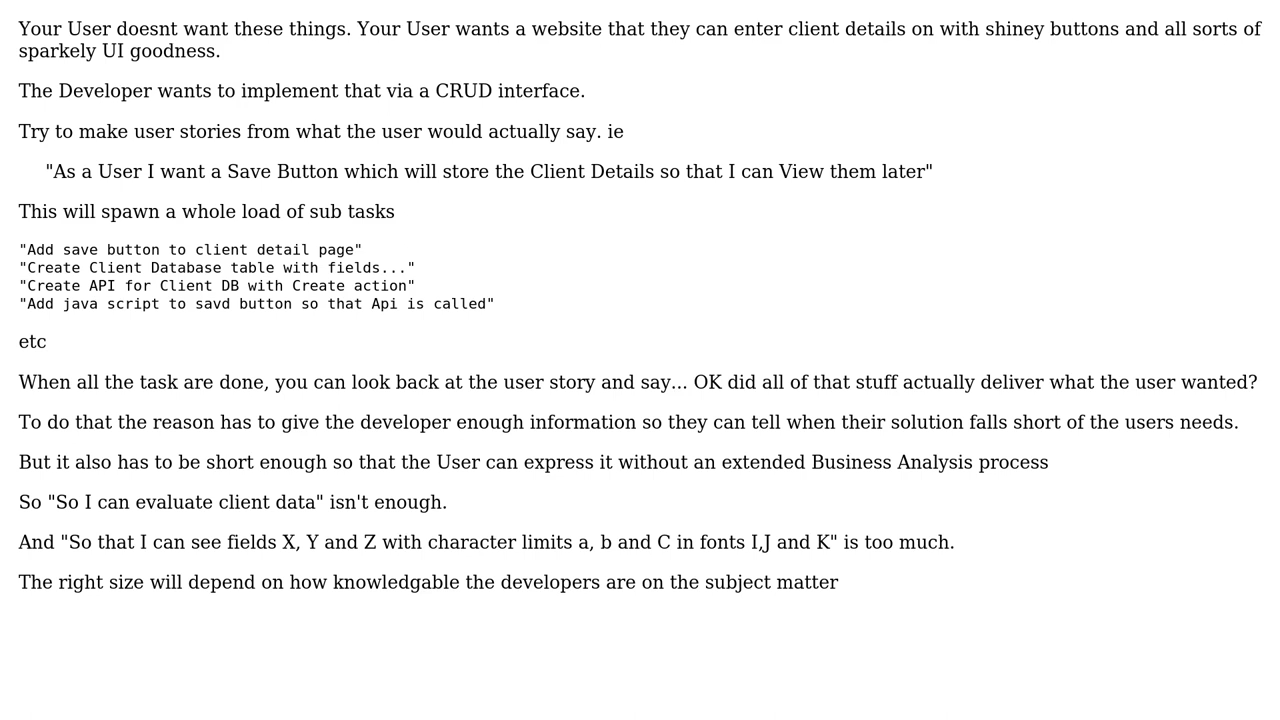 Your User doesnt want these things. Your User wants a website that they can enter client details on with shiney buttons and all sorts of
sparkely UI goodness.
The Developer wants to implement that via a CRUD interface.
Try to make user stories from what the user would actually say. ie
"As a User I want a Save Button which will store the Client Details so that I can View them later"
This will spawn a whole load of sub tasks
"Add save button to client detail page"
"Create Client Database table with fields..."
"Create API for Client DB with Create action"
"Add java script to savd button so that Api is called"
etc
When all the task are done, you can look back at the user story and say... OK did all of that stuff actually deliver what the user wanted?
To do that the reason has to give the developer enough information so they can tell when their solution falls short of the users needs.
But it also has to be short enough so that the User can express it without an extended Business Analysis process
So "So I can evaluate client data" isn't enough.
And "So that I can see fields X, Y and Z with character limits a, b and C in fonts I,J and K" is too much.
The right size will depend on how knowledgable the developers are on the subject matter